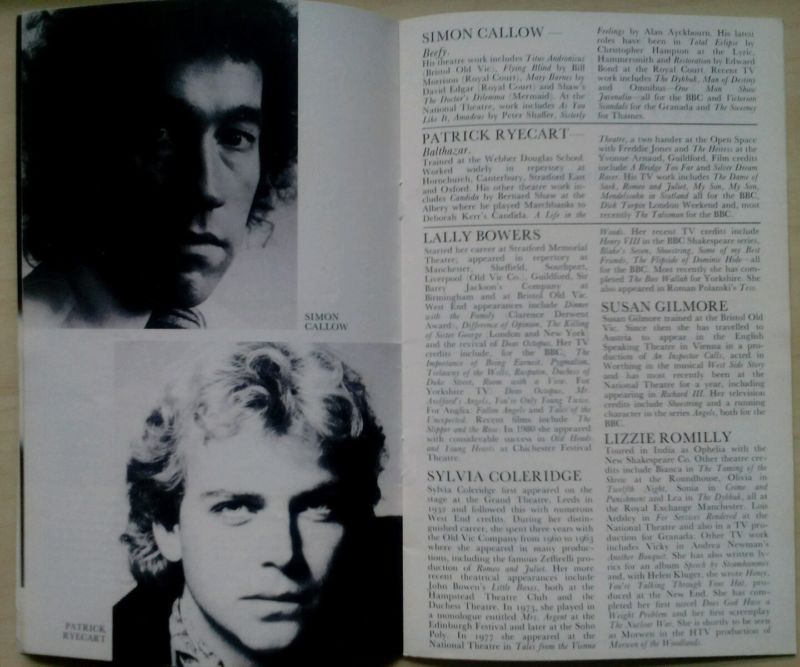 SIMON
CALLOW
PATRICK
RYECART
SIMON CALLOW —
Beefy.
His theatre work includes Titus Andronicus
(Bristol Old Vic), Flying Blind by Bill
Morrison (Royal Court), Mary Barnes by
David Edgar (Royal Court) and Shaw's
The Doctor's Dilemma (Mermaid). At the
National Theatre, work includes As You
Like It, Amadeus by Peter Shaffer, Sisterly
Feelings by Alan Ayckbourn. His latest
roles have been in Total Eclipse by
Christopher Hampton at the Lyric,
Hammersmith and Restoration by Edward
Bond at the Royal Court. Recent TV
work includes The Dybbuk, Man of Destiny
and Omnibus—One Man Show
Juvenalia—all for the BBC and Victorian
Scandals for the Granada and The Sweeney
for Thames.
PATRICK RYECART—
Balthazar.
Trained at the Webber Douglas School.
Worked widely in repertory at
Hornchurch, Canterbury, Stratford East
and Oxford. His other theatre work in-
cludes Candida by Bernard Shaw at the
Albery where he played Marchbanks to
Deborah Kerr's Candida. A Life in the
Theatre, a two hander at the Open Space
with Freddie Jones and The Heiress at the
Yvonne Arnaud, Guildford. Film credits
include A Bridge Too Far and Silver Dream
Racer. His TV work includes The Dame of
Sark, Romeo and Juliet, My Son, My Son,
Mendelssohn in Scotland all for the BBC,
Dick Turpin London Weekend and, most
recently The Talisman for the BBC.
LALLY BOWERS
Started her career at Stratford Memorial
Theatre; appeared in repertory at
Manchester, Sheffield, Southport,
Liverpool (Old Vic Co.), Guildford, Sir
Barry Jackson's Company at
Birmingham and at Bristol Old Vic.
West End appearances include Dinner
with the Family (Clarence Derwent
Award), Difference of Opinion, The Killing
of Sister George (London and New York)
and the revival of Dear Octopus. Her TV
credits include, for the BBC, The
Importance of Being Earnest, Pygmalion,
Trelawny of the Wells, Rasputin, Duchess of
Duke Street, Room with a View. For
Yorkshire TV: Dear Octopus, Mr.
Axelford's Angels, You're Only Young Twice.
For Anglia: Fallen Angels and Tales of the
Unexpected. Recent films include The
Slipper and the Rose. In 1980 she appeared
with considerable success in Old Heads
and Young Hearts at Chichester Festival
Theatre.
SYLVIA COLERIDGE
Sylvia Coleridge first appeared on the
stage at the Grand Theatre, Leeds in
1932 and followed this with numerous
West End credits. During her distin-
guished career, she spent three years with
the Old Vic Company from 1960 to 1963
where she appeared in many produc-
tions, including the famous Zeffirelli pro-
duction of Romeo and Juliet. Her more
recent theatrical appearances include
John Bowen's Little Boxes, both at the
Hampstead Theatre Club and the
Duchess Theatre. In 1973, she played in
a monologue entitled Mrs. Argent at the
Edinburgh Festival and later at the Soho
Poly. In 1977 she appeared at the
National Theatre in Tales from the Vienna
Woods. Her recent TV credits include
Henry VIII in the BBC Shakespeare series,
Blake's Seven, Shoestring, Some of my Best
Friends, The Flipside of Dominic Hide—all
for the BBC. Most recently she has com-
pleted The Bus Wallah for Yorkshire. She
also appeared in Roman Polanski's Tess.
SUSAN GILMORE
Susan Gilmore trained at the Bristol Old
Vic. Since then she has travelled to
Austria to appear in the English
Speaking Theatre in Vienna in a pro-
duction of An Inspector Calls, acted in
Worthing in the musical West Side Story
and has most recently been at the
National Theatre for a year, including
appearing in Richard III. Her television
credits include Shoestring and a running
character in the series Angels, both for the
BBC.
LIZZIE ROMILLY
Toured in India as Ophelia with the
New Shakespeare Co. Other theatre cre-
dits include Bianca in The Taming of the
Shrew at the Roundhouse, Olivia in
Twelfth Night, Sonia in Crime and
Punishment and Lea in The Dybbuk, all at
the Royal Exchange Manchester. Lois
Ardsley in For Services Rendered at the
National Theatre and also in a TV pro-
duction for Granada. Other TV work
includes Vicky in Andrea Newman's
Another Bouquet. She has also written ly-
rics for an album Speech by Steamhammer
and, with Helen Kluger, she wrote Honey,
You're Talking Through Your Hat, pro-
duced at the New End. She has com-
pleted her first novel Does God Have a
Weight Problem and her first screenplay
The Nuclear War. She is shortly to be seen
as Morwen in the HTV production of
Morwen of the Woodlands.